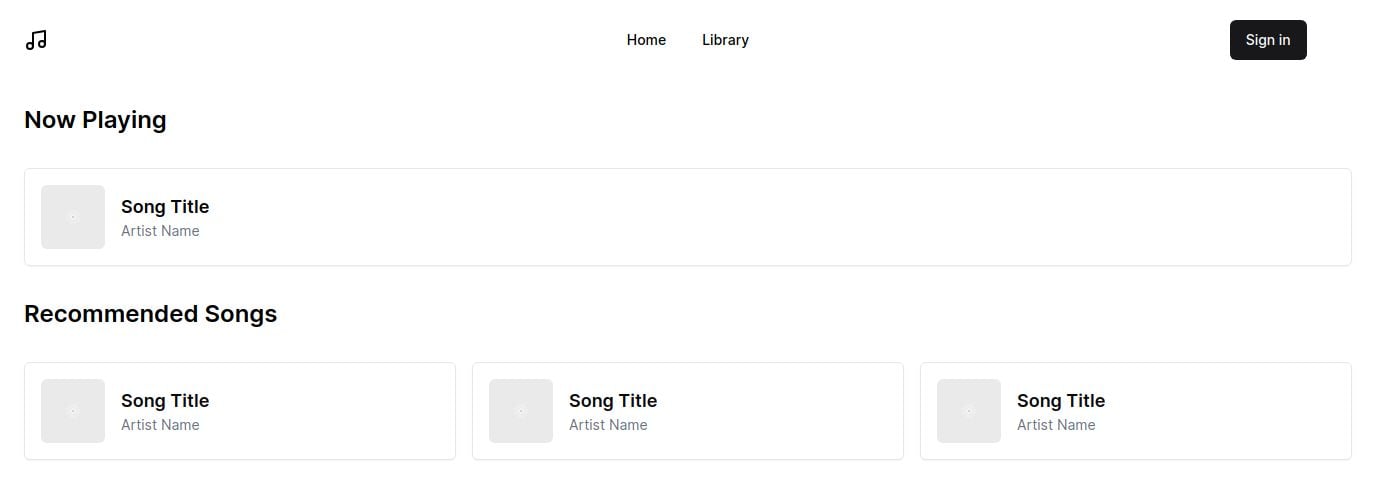 Home Library Sign in
Now Playing
Song Title
Artist Name
Recommended Songs
Song Title
Artist Name
Song Title
Artist Name
Song Title
Artist Name